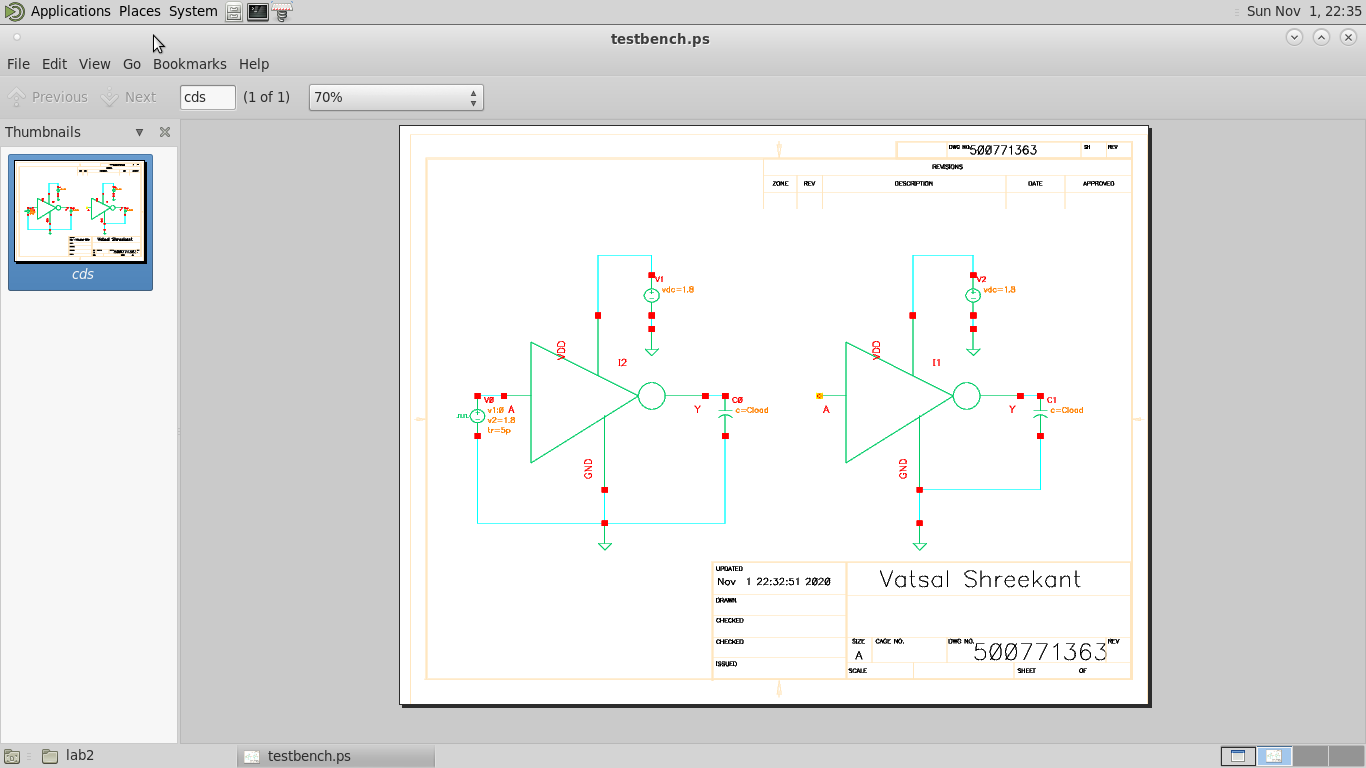 Applications Places System
Sun Nov 1, 22:35
testbench.ps
File Edit View Go Bookmarks Help
Previous Next cds (1 of 1) 70%
Thumbnails
cds
DWG NO. 500771363 SH REV
REVISIONS
ZONE REV DESCRIPTION DATE APPROVED
V1
vdc=1.8
V2
vdc=1.8
VDD
I2
VDD
I1
V0
v1:0
v2=1.8
tr=5p
A
Y
C0
c=Cload
A
Y
C1
c=Cload
GND
GND
UPDATED
Nov 1 22:32:51 2020
DRAWN
CHECKED
CHECKED
ISSUED
Vatsal Shreekant
SIZE
A
CAGE NO.
DWG NO.
500771363
REV
SCALE
SHEET OF
lab2
testbench.ps